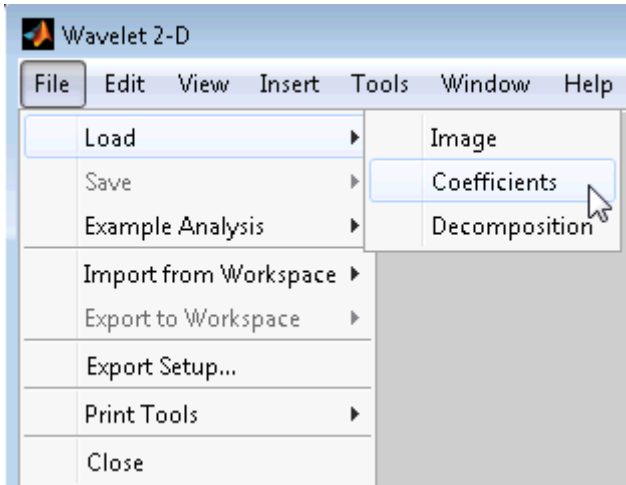 Wavelet 2-D
File Edit View Insert Tools Window Help
Load
Image
Save
Coefficients
Example Analysis
Decomposition
Import from Workspace
Export to Workspace
Export Setup...
Print Tools
Close